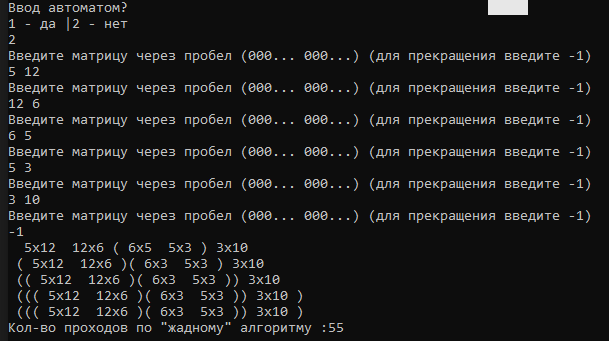 Ввод автоматом?
1 - да |2 - нет
2
Введите матрицу через пробел (000... 000...) (для прекращения введите -1)
5 12
Введите матрицу через пробел (000... 000...) (для прекращения введите -1)
12 6
Введите матрицу через пробел (000... 000...) (для прекращения введите -1)
6 5
Введите матрицу через пробел (000... 000...) (для прекращения введите -1)
5 3
Введите матрицу через пробел (000... 000...) (для прекращения введите -1)
3 10
Введите матрицу через пробел (000... 000...) (для прекращения введите -1)
-1
  5x12  12x6 ( 6x5  5x3 ) 3x10
 ( 5x12  12x6 )( 6x3  5x3 ) 3x10
 (( 5x12  12x6 )( 6x3  5x3 )) 3x10
 ((( 5x12  12x6 )( 6x3  5x3 )) 3x10 )
 ((( 5x12  12x6 )( 6x3  5x3 )) 3x10 )
Кол-во проходов по "жадному" алгоритму :55